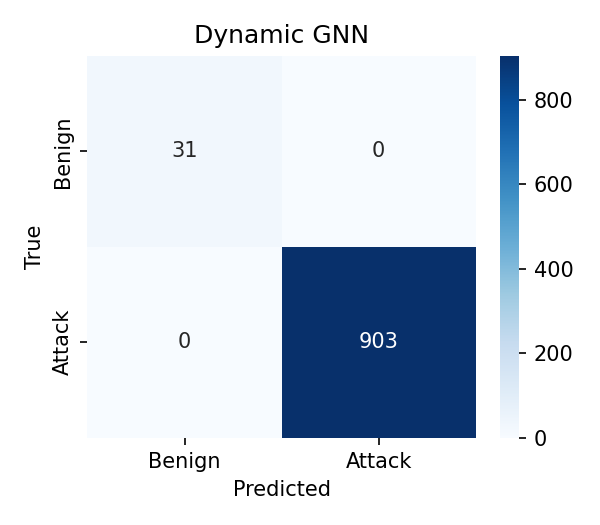 Dynamic GNN
True
Benign
31
0
Attack
0
903
Benign
Attack
Predicted
800
600
400
200
0